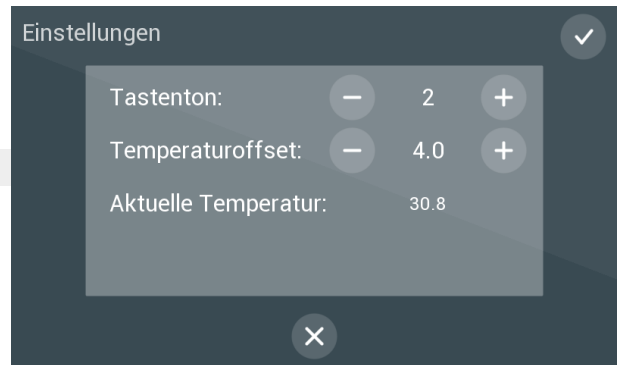 Einstellungen
Tastenton: 2
Temperaturoffset: 4.0
Aktuelle Temperatur: 30.8